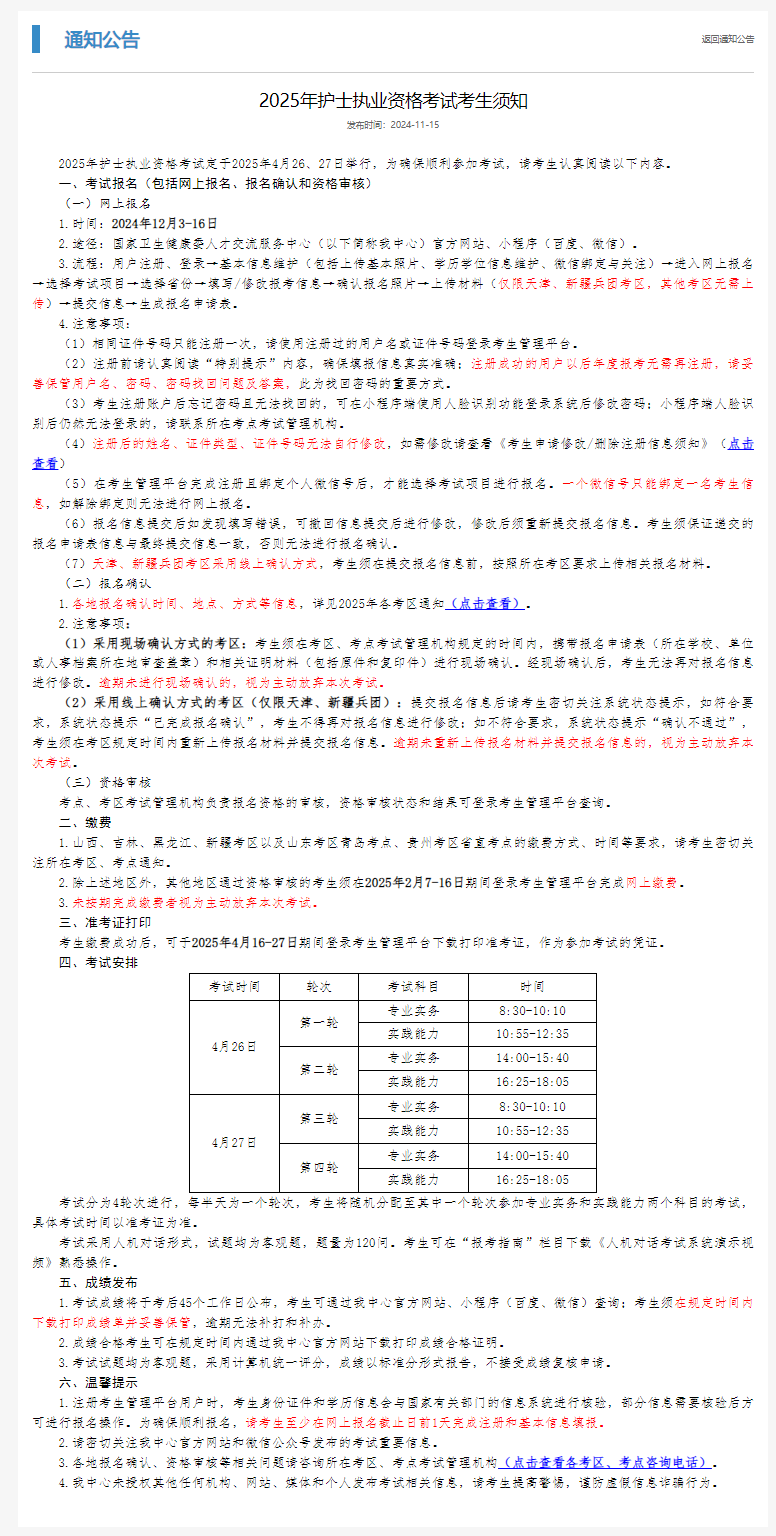 通知公告
返回通知公告
2025年护士执业资格考试考生须知
发布时间：2024-11-15
2025年护士执业资格考试定于2025年4月26、27日举行，为确保顺利参加考试，请考生认真阅读以下内容。
一、考试报名（包括网上报名、报名确认和资格审核）
（一）网上报名
1.时间：2024年12月3-16日
2.途径：国家卫生健康委人才交流服务中心（以下简称我中心）官方网站、小程序（百度、微信）。
3.流程：用户注册、登录→基本信息维护（包括上传基本照片、学历学位信息维护、微信绑定与关注）→进入网上报名
→选择考试项目→选择省份→填写/修改报考信息→确认报名照片→上传材料（仅限天津、新疆兵团考区，其他考区无需上
传）→提交信息→生成报名申请表。
4.注意事项：
（1）相同证件号码只能注册一次，请使用注册过的用户名或证件号码登录考生管理平台。
（2）注册前请认真阅读“特别提示”内容，确保填报信息真实准确；注册成功的用户以后年度报考无需再注册，请妥
善保管用户名、密码、密码找回问题及答案，此为找回密码的重要方式。
（3）考生注册账户后忘记密码且无法找回的，可在小程序端使用人脸识别功能登录系统后修改密码；小程序端人脸识
别后仍然无法登录的，请联系所在考点考试管理机构。
（4）注册后的姓名、证件类型、证件号码无法自行修改，如需修改请查看《考生申请修改/删除注册信息须知》（点击
查看）
（5）在考生管理平台完成注册且绑定个人微信号后，才能选择考试项目进行报名。一个微信号只能绑定一名考生信
息，如解除绑定则无法进行网上报名。
（6）报名信息提交后如发现填写错误，可撤回信息提交后进行修改，修改后须重新提交报名信息。考生须保证递交的
报名申请表信息与最终提交信息一致，否则无法进行报名确认。
（7）天津、新疆兵团考区采用线上确认方式，考生须在提交报名信息前，按照所在考区要求上传相关报名材料。
（二）报名确认
1.各地报名确认时间、地点、方式等信息，详见2025年各考区通知（点击查看）。
2.注意事项：
（1）采用现场确认方式的考区：考生须在考区、考点考试管理机构规定的时间内，携带报名申请表（所在学校、单位
或人事档案所在地审查盖章）和相关证明材料（包括原件和复印件）进行现场确认。经现场确认后，考生无法再对报名信息
进行修改。逾期未进行现场确认的，视为主动放弃本次考试。
（2）采用线上确认方式的考区（仅限天津、新疆兵团）：提交报名信息后请考生密切关注系统状态提示，如符合要
求，系统状态提示“已完成报名确认”，考生不得再对报名信息进行修改；如不符合要求，系统状态提示“确认不通过”，
考生须在考区规定时间内重新上传报名材料并提交报名信息。逾期未重新上传报名材料并提交报名信息的，视为主动放弃本
次考试。
（三）资格审核
考点、考区考试管理机构负责报名资格的审核，资格审核状态和结果可登录考生管理平台查询。
二、缴费
1.山西、吉林、黑龙江、新疆考区以及山东考区青岛考点、贵州考区省直考点的缴费方式、时间等要求，请考生密切关
注所在考区、考点通知。
2.除上述地区外，其他地区通过资格审核的考生须在2025年2月7-16日期间登录考生管理平台完成网上缴费。
3.未按期完成缴费者视为主动放弃本次考试。
三、准考证打印
考生缴费成功后，可于2025年4月16-27日期间登录考生管理平台下载打印准考证，作为参加考试的凭证。
四、考试安排
考试时间 轮次 考试科目 时间
4月26日 第一轮 专业实务 8:30-10:10
实践能力 10:55-12:35
第二轮 专业实务 14:00-15:40
实践能力 16:25-18:05
4月27日 第三轮 专业实务 8:30-10:10
实践能力 10:55-12:35
第四轮 专业实务 14:00-15:40
实践能力 16:25-18:05
考试分为4轮次进行，每半天为一个轮次，考生将随机分配至其中一个轮次参加专业实务和实践能力两个科目的考试，
具体考试时间以准考证为准。
考试采用人机对话形式，试题均为客观题，题量为120问。考生可在“报考指南”栏目下载《人机对话考试系统演示视
频》熟悉操作。
五、成绩发布
1.考试成绩将于考后45个工作日公布，考生可通过我中心官方网站、小程序（百度、微信）查询；考生须在规定时间内
下载打印成绩单并妥善保管，逾期无法补打和补办。
2.成绩合格考生可在规定时间内通过我中心官方网站下载打印成绩合格证明。
3.考试试题均为客观题，采用计算机统一评分，成绩以标准分形式报告，不接受成绩复核申请。
六、温馨提示
1.注册考生管理平台用户时，考生身份证件和学历信息会与国家有关部门的信息系统进行核验，部分信息需要核验后方
可进行报名操作。为确保顺利报名，请考生至少在网上报名截止日前1天完成注册和基本信息填报。
2.请密切关注我中心官方网站和微信公众号发布的考试重要信息。
3.各地报名确认、资格审核等相关问题请咨询所在考区、考点考试管理机构（点击查看各考区、考点咨询电话）。
4.我中心未授权其他任何机构、网站、媒体和个人发布考试相关信息，请考生提高警惕，谨防虚假信息诈骗行为。